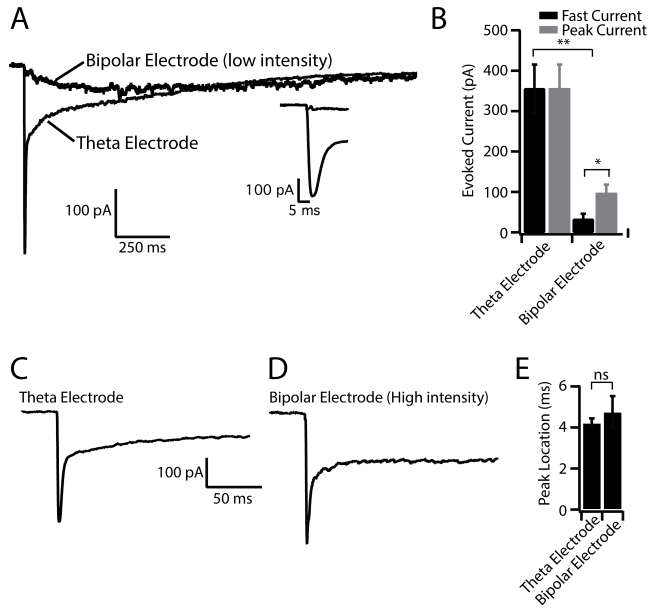 A
Bipolar Electrode (low intensity)
Theta Electrode
100 pA
250 ms
100 pA
5 ms
B
Fast Current
Peak Current
Evoked Current (pA)
500
400
300
200
100
0
**
*
Theta Electrode
Bipolar Electrode
C
Theta Electrode
100 pA
50 ms
D
Bipolar Electrode (High intensity)
E
Peak Location (ms)
6
4
2
0
ns
Theta Electrode
Bipolar Electrode